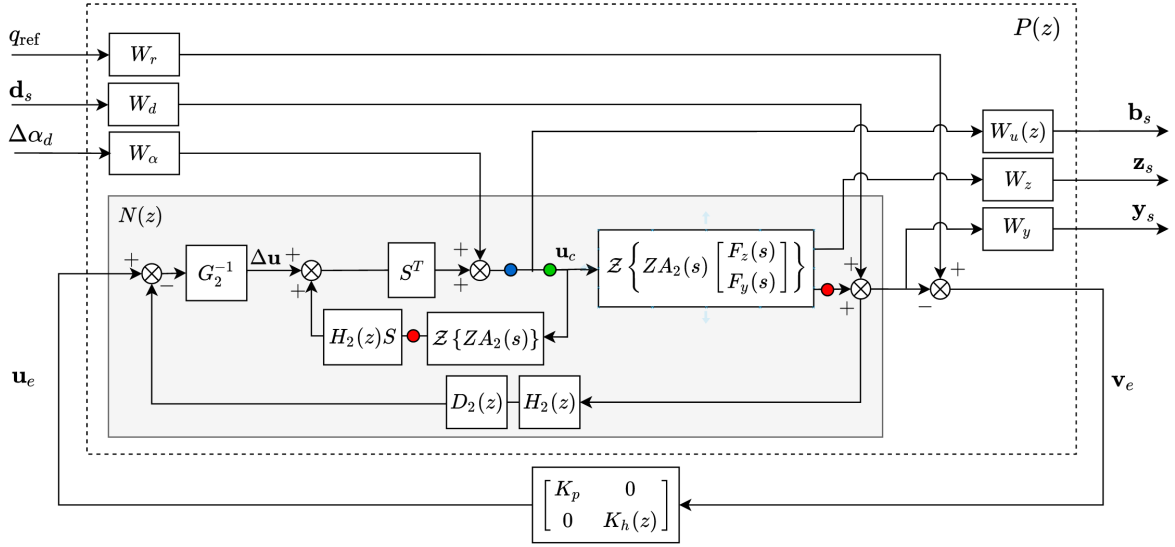 P(z)
q_ref
W_r
d_s
W_d
Δα_d
W_α
W_u(z)
b_s
W_z
z_s
W_y
y_s
N(z)
+
−
G_2^{-1}
Δu
+
+
S^T
+
+
u_c
𝒵 { ZA_2(s) [ F_z(s)
F_y(s) ] }
+
+
+
−
H_2(z)S
𝒵 {ZA_2(s)}
D_2(z)
H_2(z)
u_e
v_e
[ K_p 0
0 K_h(z) ]